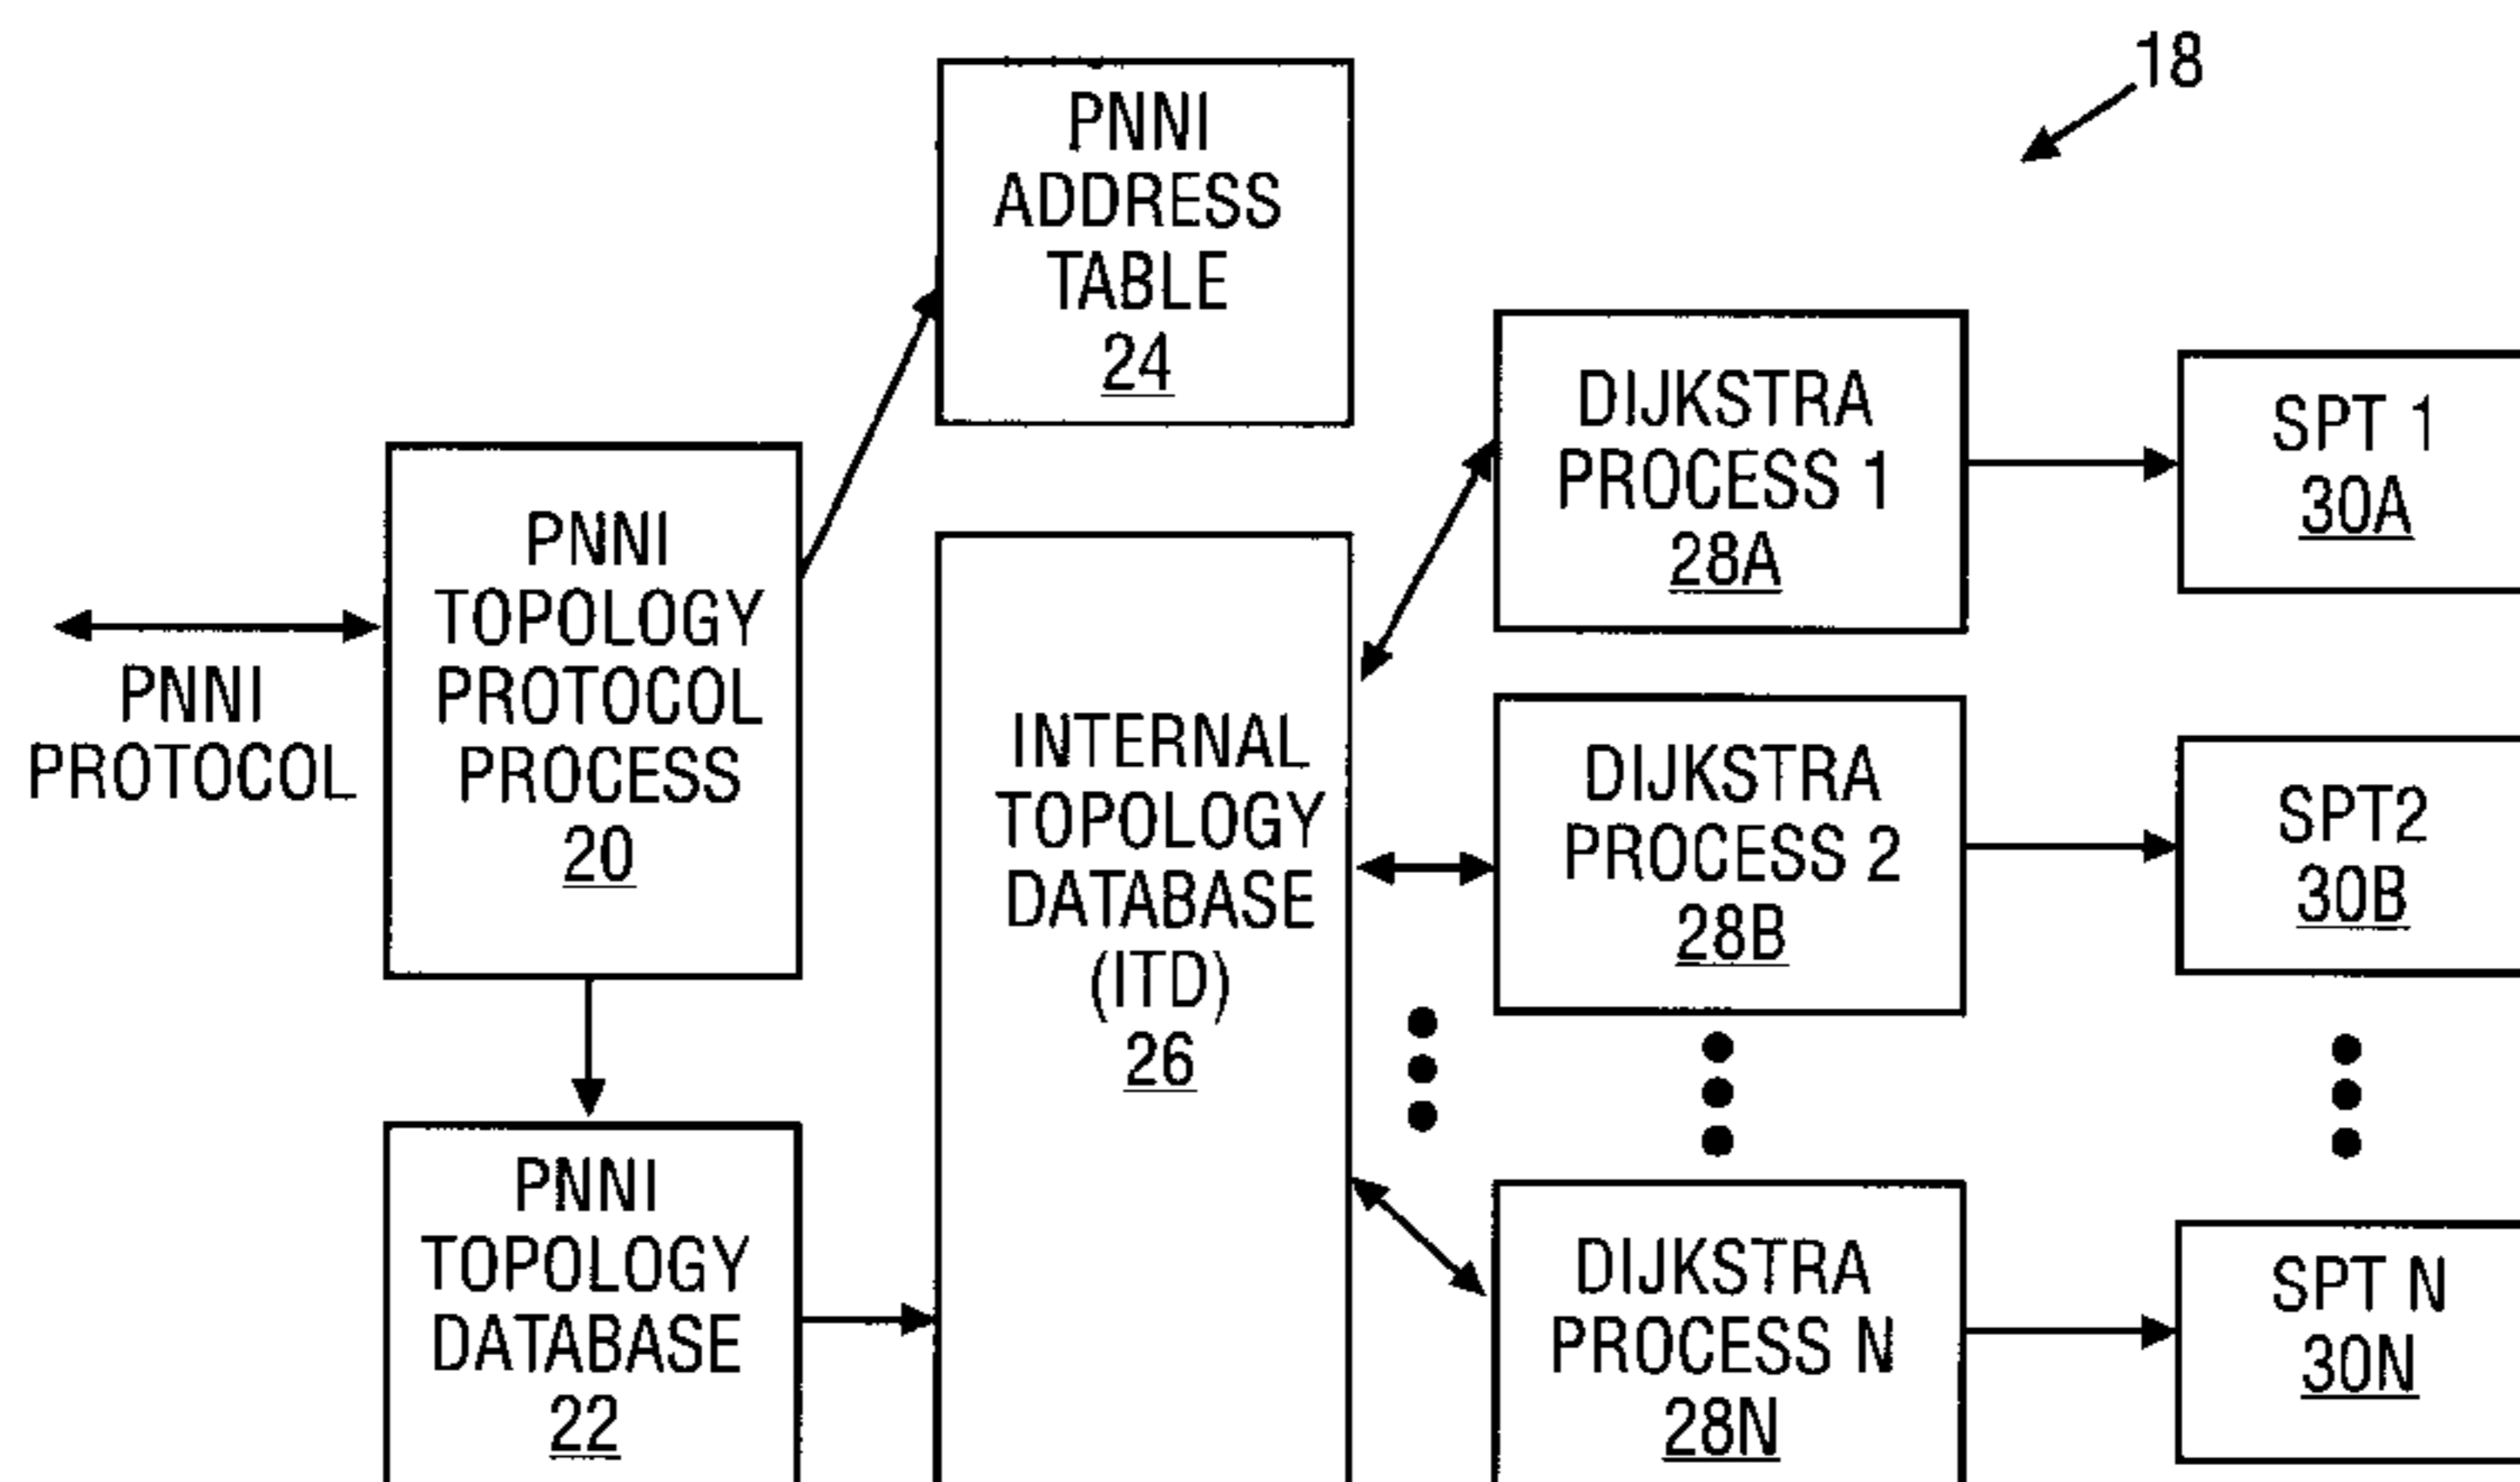 18
PNNI
ADDRESS
TABLE
24
PNNI
TOPOLOGY
PROTOCOL
PROCESS
20
PNNI
PROTOCOL
INTERNAL
TOPOLOGY
DATABASE
(ITD)
26
DIJKSTRA
PROCESS 1
28A
SPT 1
30A
DIJKSTRA
PROCESS 2
28B
SPT2
30B
PNNI
TOPOLOGY
DATABASE
22
DIJKSTRA
PROCESS N
28N
SPT N
30N